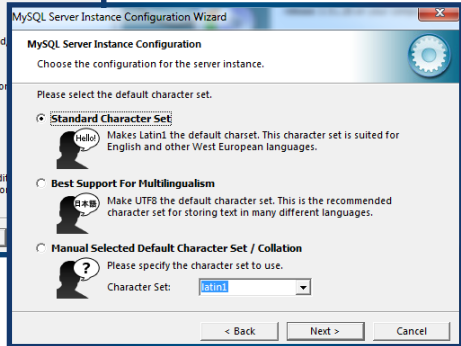 MySQL Server Instance Configuration Wizard
MySQL Server Instance Configuration
Choose the configuration for the server instance.
Please select the default character set.
Standard Character Set
Hello!
Makes Latin1 the default charset. This character set is suited for
English and other West European languages.
Best Support For Multilingualism
日本語
Make UTF8 the default character set. This is the recommended
character set for storing text in many different languages.
Manual Selected Default Character Set / Collation
?
Please specify the character set to use.
Character Set:
latin1
< Back
Next >
Cancel